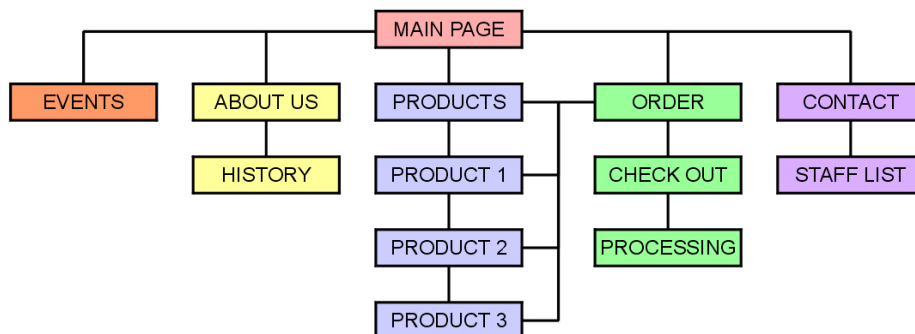 MAIN PAGE
EVENTS
ABOUT US
PRODUCTS
ORDER
CONTACT
HISTORY
PRODUCT 1
CHECK OUT
STAFF LIST
PRODUCT 2
PROCESSING
PRODUCT 3